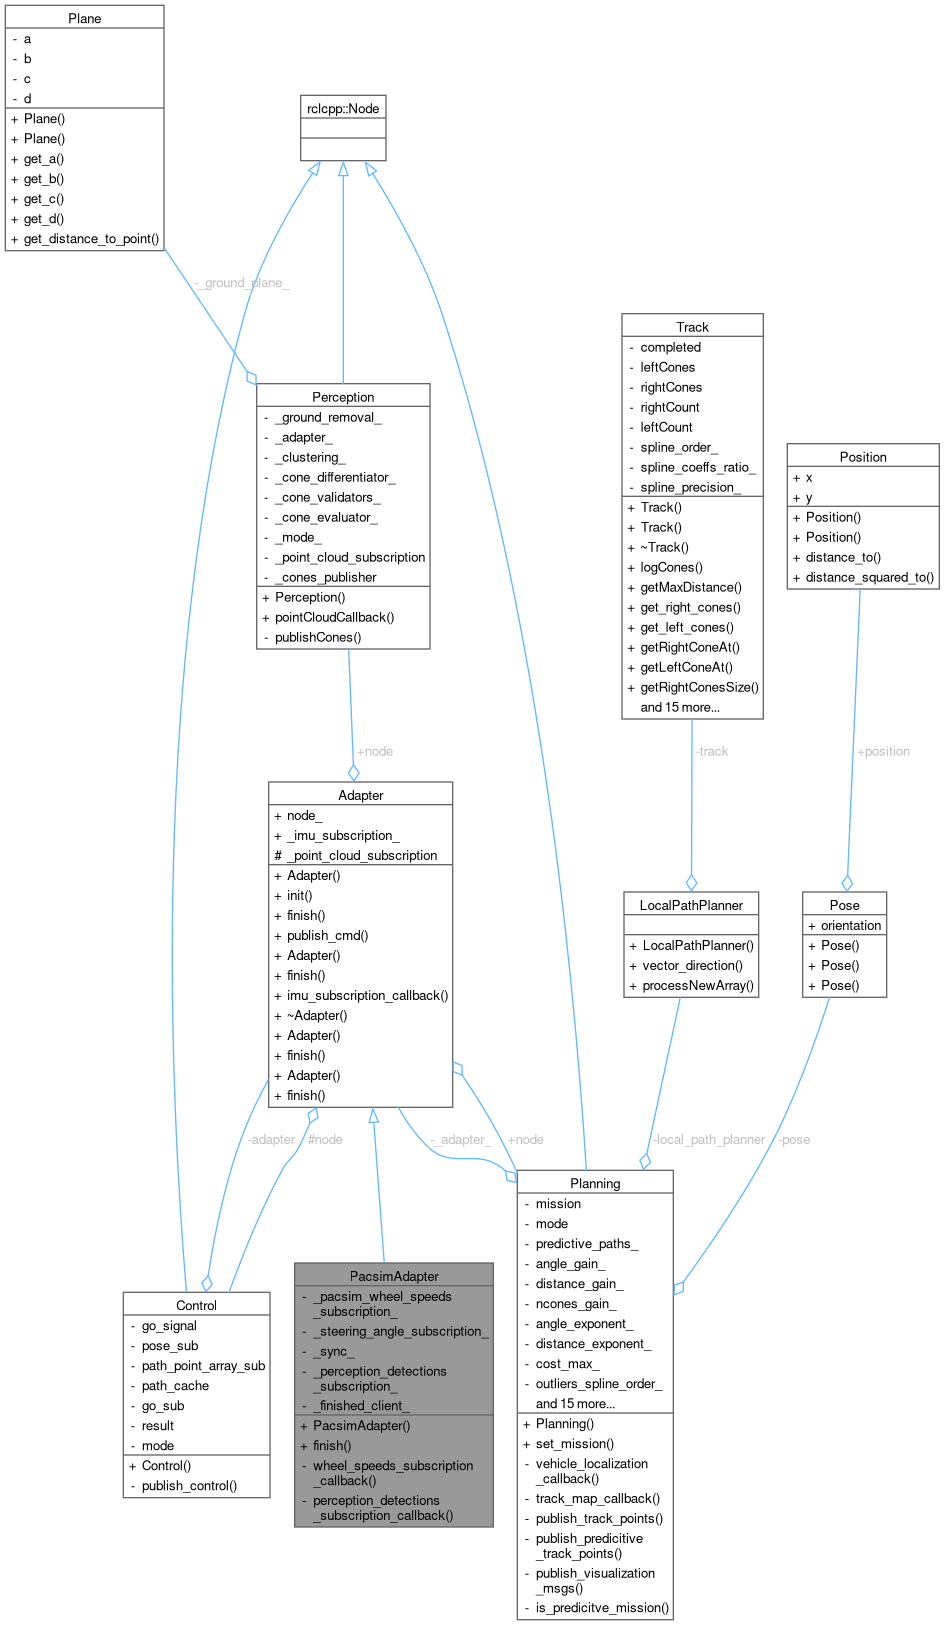 Plane
- a
- b
- c
- d
+ Plane()
+ Plane()
+ get_a()
+ get_b()
+ get_c()
+ get_d()
+ get_distance_to_point()
rclcpp::Node
-_ground_plane_
Perception
- _ground_removal_
- _adapter_
- _clustering_
- _cone_differentiator_
- _cone_validators_
- _cone_evaluator_
- _mode_
- _point_cloud_subscription
- _cones_publisher
+ Perception()
+ pointCloudCallback()
- publishCones()
Track
- completed
- leftCones
- rightCones
- rightCount
- leftCount
- spline_order_
- spline_coeffs_ratio_
- spline_precision_
+ Track()
+ Track()
+ ~Track()
+ logCones()
+ getMaxDistance()
+ get_right_cones()
+ get_left_cones()
+ getRightConeAt()
+ getLeftConeAt()
+ getRightConesSize()
and 15 more...
Position
+ x
+ y
+ Position()
+ Position()
+ distance_to()
+ distance_squared_to()
+node
-track
+position
Adapter
+ node_
+ _imu_subscription_
# _point_cloud_subscription
+ Adapter()
+ init()
+ finish()
+ publish_cmd()
+ Adapter()
+ finish()
+ imu_subscription_callback()
+ ~Adapter()
+ Adapter()
+ finish()
+ Adapter()
+ finish()
LocalPathPlanner
+ LocalPathPlanner()
+ vector_direction()
+ processNewArray()
Pose
+ orientation
+ Pose()
+ Pose()
+ Pose()
-adapter
#node
-_adapter_
+node
-local_path_planner
-pose
Control
- go_signal
- pose_sub
- path_point_array_sub
- path_cache
- go_sub
- result
- mode
+ Control()
- publish_control()
PacsimAdapter
- _pacsim_wheel_speeds
_subscription_
- _steering_angle_subscription_
- _sync_
- _perception_detections
_subscription_
- _finished_client_
+ PacsimAdapter()
+ finish()
- wheel_speeds_subscription
_callback()
- perception_detections
_subscription_callback()
Planning
- mission
- mode
- predictive_paths_
- angle_gain_
- distance_gain_
- ncones_gain_
- angle_exponent_
- distance_exponent_
- cost_max_
- outliers_spline_order_
and 15 more...
+ Planning()
+ set_mission()
- vehicle_localization
_callback()
- track_map_callback()
- publish_track_points()
- publish_predicitive
_track_points()
- publish_visualization
_msgs()
- is_predicitve_mission()